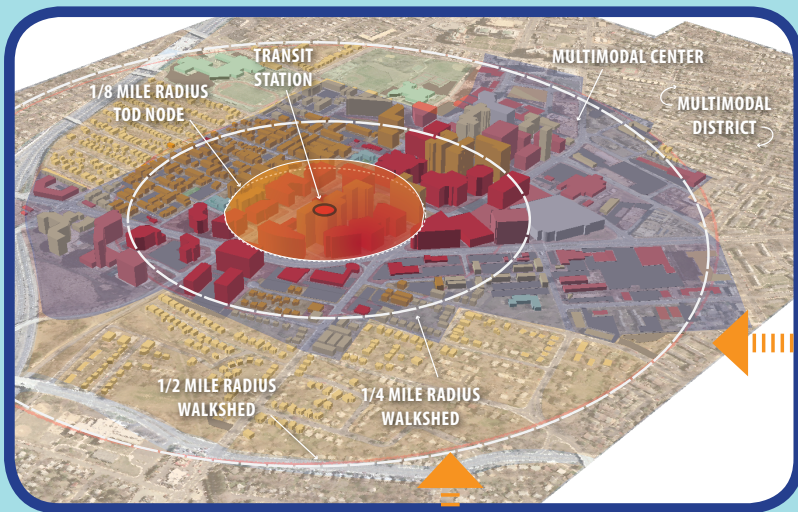 TRANSIT
STATION
MULTIMODAL CENTER
1/8 MILE RADIUS
TOD NODE
MULTIMODAL
DISTRICT
1/2 MILE RADIUS
WALKSHED
1/4 MILE RADIUS
WALKSHED